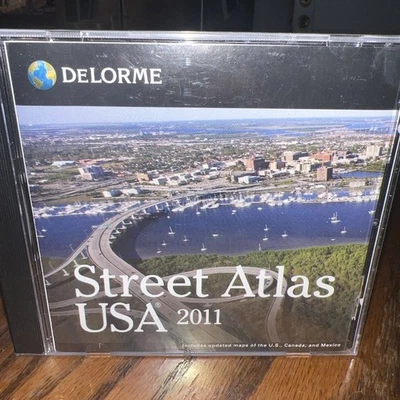 DELORME
Street Atlas
USA® 2011
Includes updated maps of the U.S., Canada, and Mexico